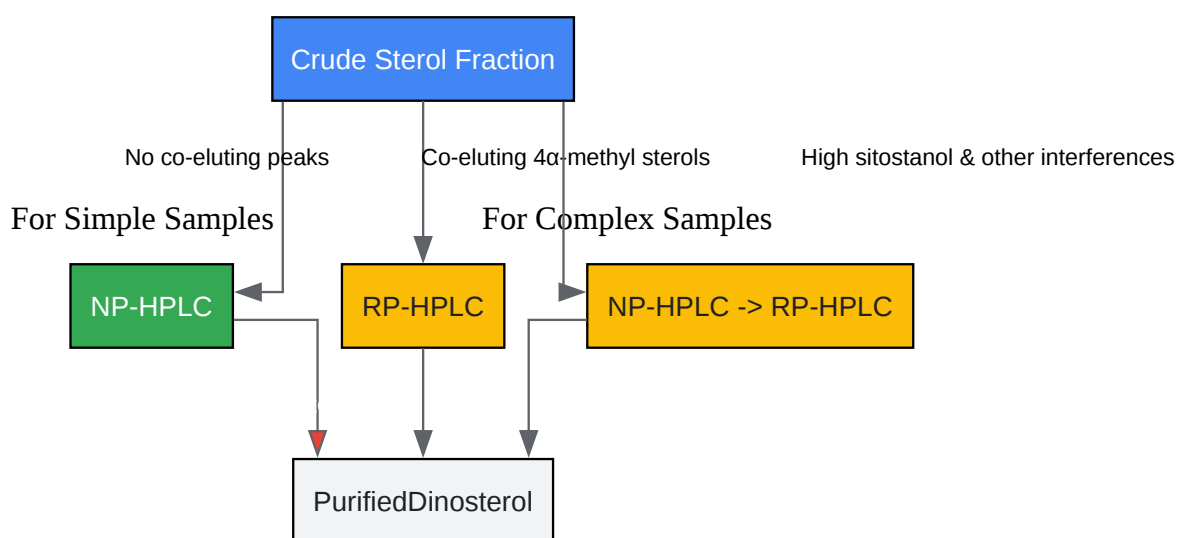 Crude Sterol Fraction
No co-eluting peaks
Co-eluting 4α-methyl sterols
High sitostanol & other interferences
For Simple Samples
For Complex Samples
NP-HPLC
RP-HPLC
NP-HPLC -> RP-HPLC
PurifiedDinosterol